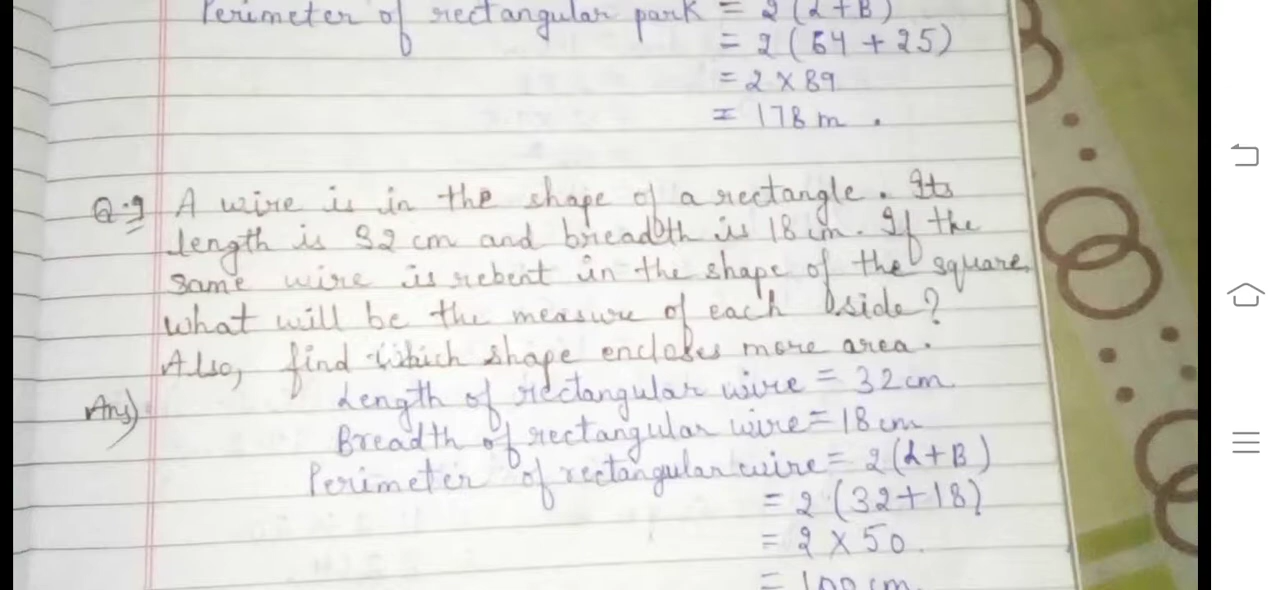 Perimeter of rectangular park = 2 (L+B)
= 2 (64 + 25)
= 2 × 89
= 178 m .
Q.9 A wire is in the shape of a rectangle. Its
length is 32 cm and breadth is 18 cm. If the
same wire is rebent in the shape of the square,
what will be the measure of each side?
Also, find which shape encloses more area.
Ans) Length of rectangular wire = 32 cm
Breadth of rectangular wire = 18 cm
Perimeter of rectangular wire = 2 (L+B)
= 2 (32+18)
= 2 × 50.
= 100 cm